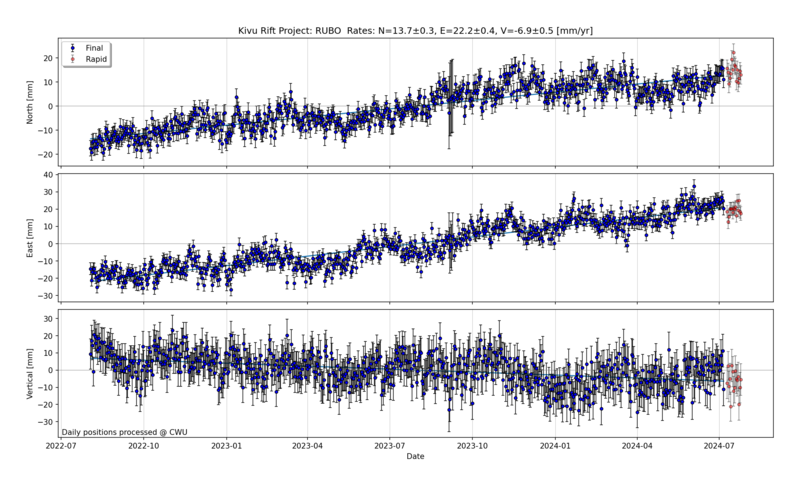 Kivu Rift Project: RUBO  Rates: N=13.7±0.3, E=22.2±0.4, V=-6.9±0.5 [mm/yr]
Final
Rapid
North [mm]
20
10
0
−10
−20
East [mm]
40
30
20
10
0
−10
−20
−30
Vertical [mm]
30
20
10
0
−10
−20
−30
Daily positions processed @ CWU
2022-07 2022-10 2023-01 2023-04 2023-07 2023-10 2024-01 2024-04 2024-07
Date